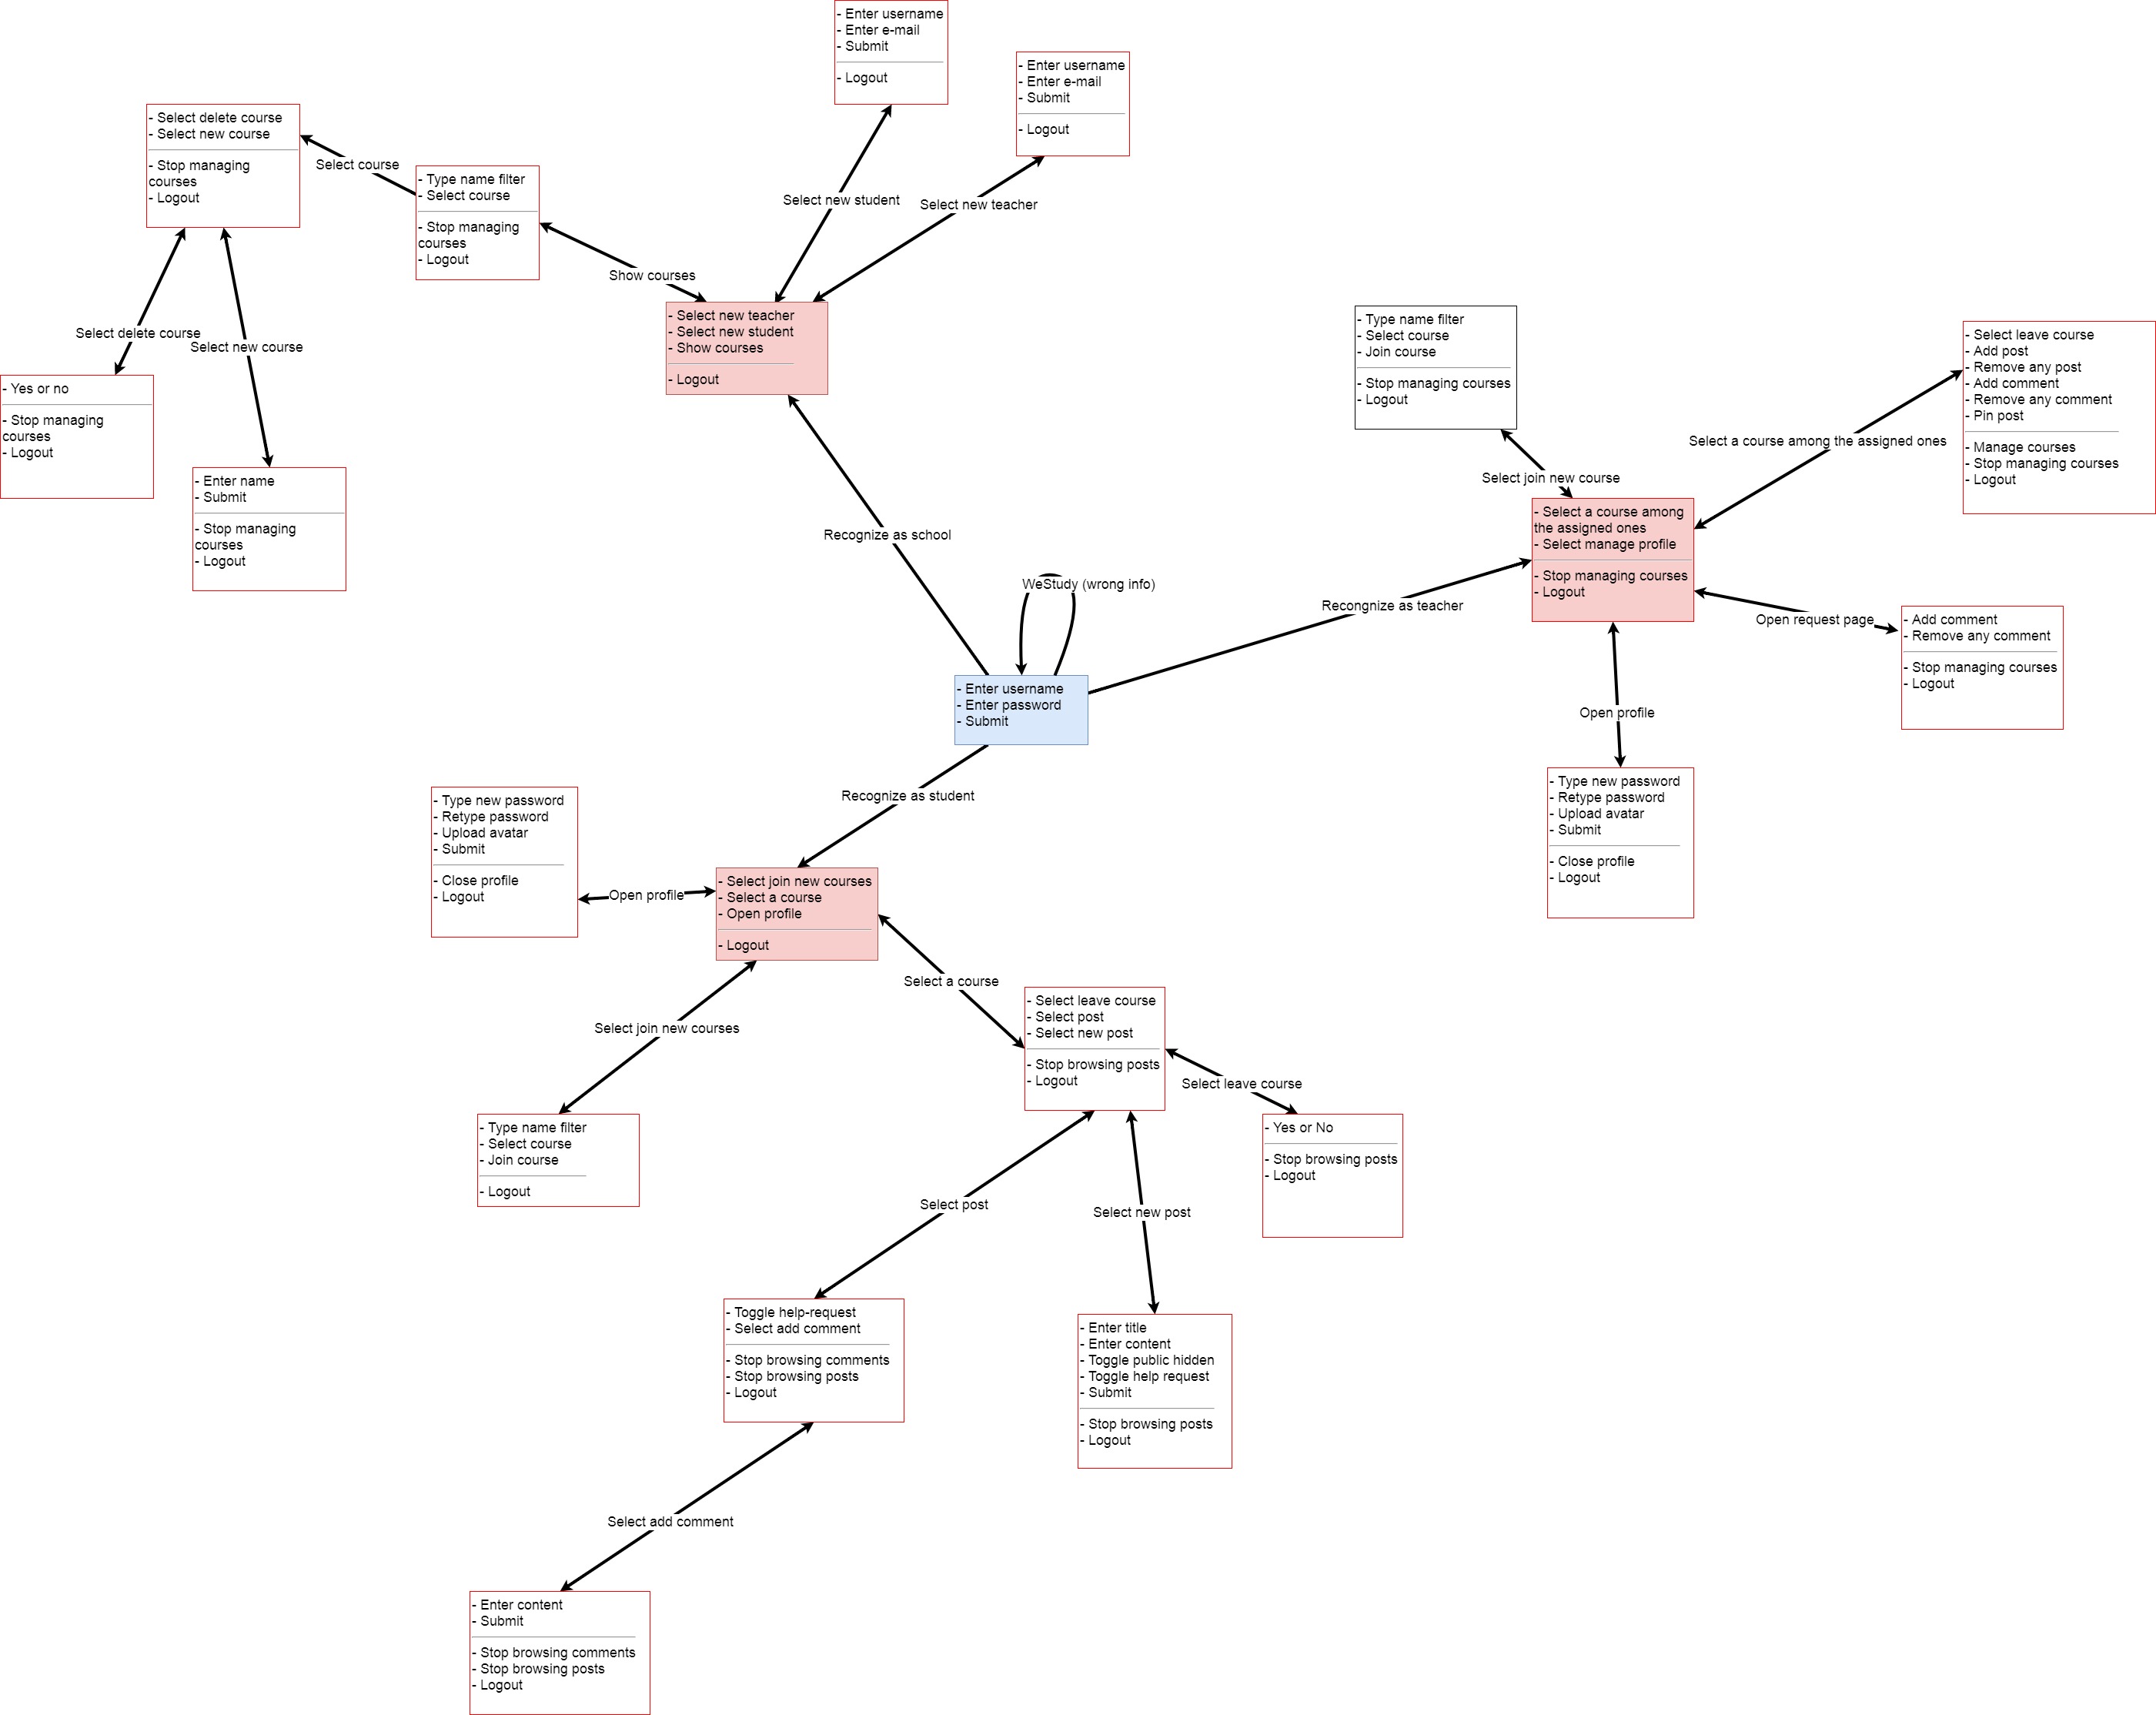 - Enter username
- Enter e-mail
- Submit
- Logout
- Enter username
- Enter e-mail
- Submit
- Logout
- Select delete course
- Select new course
- Stop managing
courses
- Logout
Select course
- Type name filter
- Select course
- Stop managing
courses
- Logout
Select new student
Select new teacher
Show courses
- Select new teacher
- Select new student
- Show courses
- Logout
Select delete course
Select new course
- Yes or no
- Stop managing
courses
- Logout
- Enter name
- Submit
- Stop managing
courses
- Logout
- Type name filter
- Select course
- Join course
- Stop managing courses
- Logout
- Select leave course
- Add post
- Remove any post
- Add comment
- Remove any comment
- Pin post
- Manage courses
- Stop managing courses
- Logout
Select a course among the assigned ones
Select join new course
- Select a course among
the assigned ones
- Select manage profile
- Stop managing courses
- Logout
Recognize as school
WeStudy (wrong info)
Recongnize as teacher
Open request page
- Add comment
- Remove any comment
- Stop managing courses
- Logout
- Enter username
- Enter password
- Submit
Open profile
- Type new password
- Retype password
- Upload avatar
- Submit
- Close profile
- Logout
Recognize as student
- Type new password
- Retype password
- Upload avatar
- Submit
- Close profile
- Logout
Open profile
- Select join new courses
- Select a course
- Open profile
- Logout
Select a course
Select join new courses
- Select leave course
- Select post
- Select new post
- Stop browsing posts
- Logout
Select leave course
- Type name filter
- Select course
- Join course
- Logout
- Yes or No
- Stop browsing posts
- Logout
Select post
Select new post
- Toggle help-request
- Select add comment
- Stop browsing comments
- Stop browsing posts
- Logout
- Enter title
- Enter content
- Toggle public hidden
- Toggle help request
- Submit
- Stop browsing posts
- Logout
Select add comment
- Enter content
- Submit
- Stop browsing comments
- Stop browsing posts
- Logout